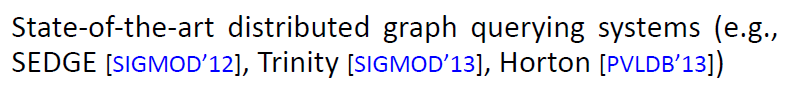 State-of-the-art distributed graph querying systems (e.g.,
SEDGE [SIGMOD’12], Trinity [SIGMOD’13], Horton [PVLDB’13])